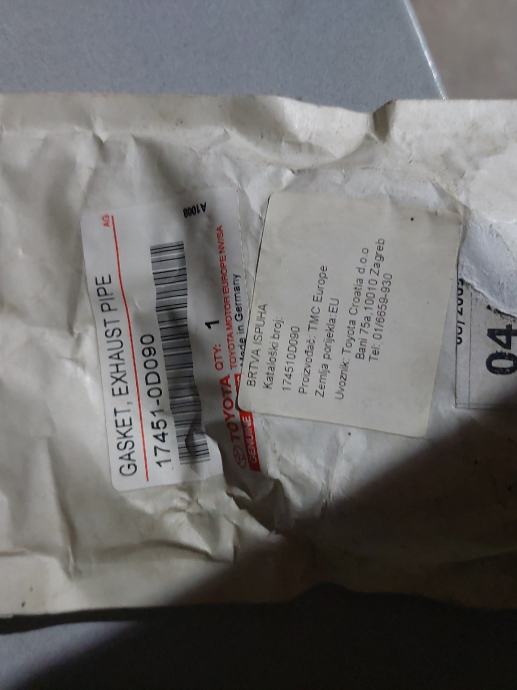 GASKET, EXHAUST PIPE
AG
17451-0D090
A1008
TOYOTA QTY: 1
GENUINE
TOYOTA MOTOR EUROPE NV/SA
Made in Germany
BRTVA ISPUHA
Kataloški broj:
174510D090
Proizvođač: TMC Europe
Zemlja porijekla:EU
Uvoznik: Toyota Croatia d.o.o
Bani 75a,10010 Zagreb
Tel: 01/6659-930
04